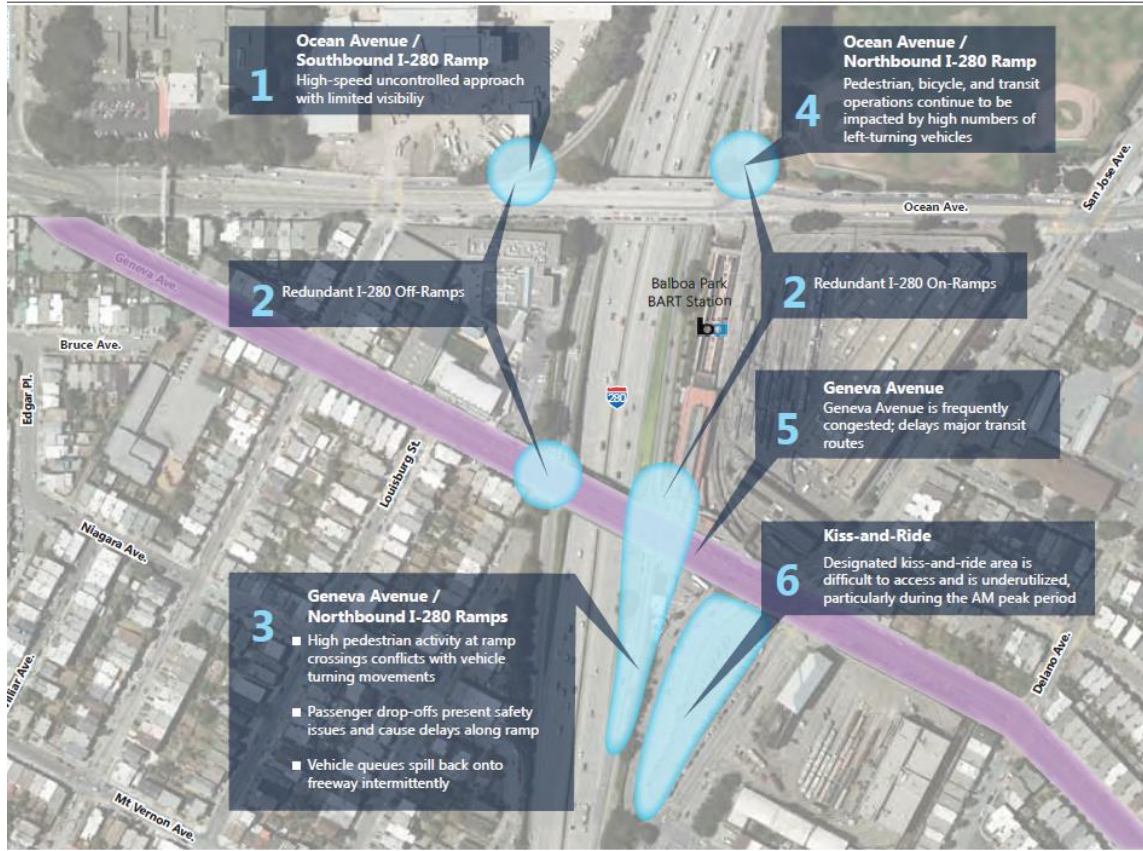 1
Ocean Avenue /
Southbound I-280 Ramp
High-speed uncontrolled approach
with limited visibiliy
4
Ocean Avenue /
Northbound I-280 Ramp
Pedestrian, bicycle, and transit
operations continue to be
impacted by high numbers of
left-turning vehicles
San Jose Ave.
Ocean Ave.
Geneva Ave.
2
Redundant I-280 Off-Ramps
Balboa Park
BART Station
ba
2
Redundant I-280 On-Ramps
Bruce Ave.
Edgar Pl.
280
5
Geneva Avenue
Geneva Avenue is frequently
congested; delays major transit
routes
Louisburg St.
Niagara Ave.
6
Kiss-and-Ride
Designated kiss-and-ride area is
difficult to access and is underutilized,
particularly during the AM peak period
3
Geneva Avenue /
Northbound I-280 Ramps
High pedestrian activity at ramp
crossings conflicts with vehicle
turning movements
Passenger drop-offs present safety
issues and cause delays along ramp
Vehicle queues spill back onto
freeway intermittently
Delano Ave.
Ave.
Mt Vernon Ave.